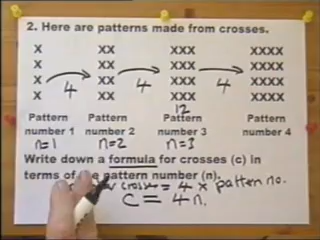 2. Here are patterns made from crosses.
X XX XXX XXXX
X XX XXX XXXX
X XX XXX XXXX
X XX XXX XXXX
4 4 4
12
Pattern number 1
Pattern number 2
Pattern number 3
Pattern number 4
n=1 n=2 n=3
Write down a formula for crosses (c) in
terms of the pattern number (n).
crosses = 4 x pattern no.
C = 4n.